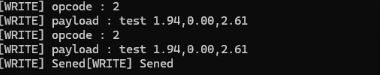 [WRITE] opcode : 2
[WRITE] payload : test 1.94,0.00,2.61
[WRITE] opcode : 2
[WRITE] payload : test 1.94,0.00,2.61
[WRITE] Sened[WRITE] Sened